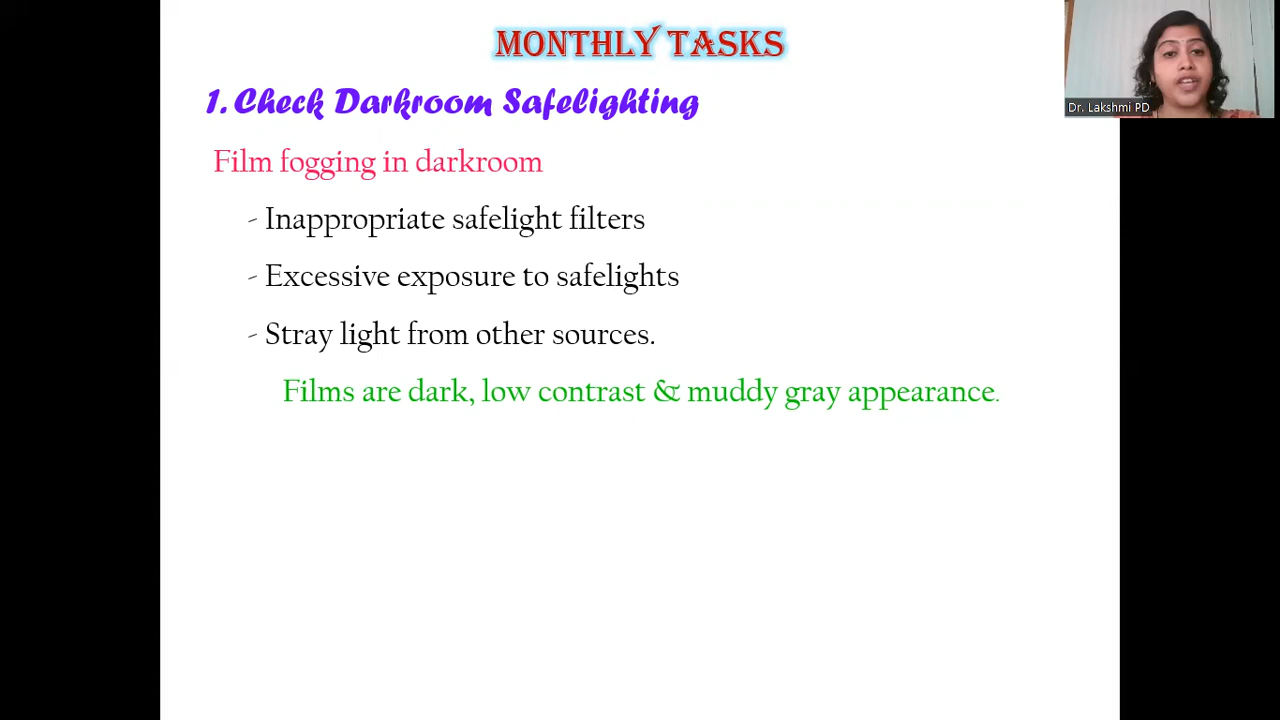 MONTHLY TASKS
Dr. Lakshmi PD
1. Check Darkroom Safelighting
Film fogging in darkroom
- Inappropriate safelight filters
- Excessive exposure to safelights
- Stray light from other sources.
Films are dark, low contrast & muddy gray appearance.